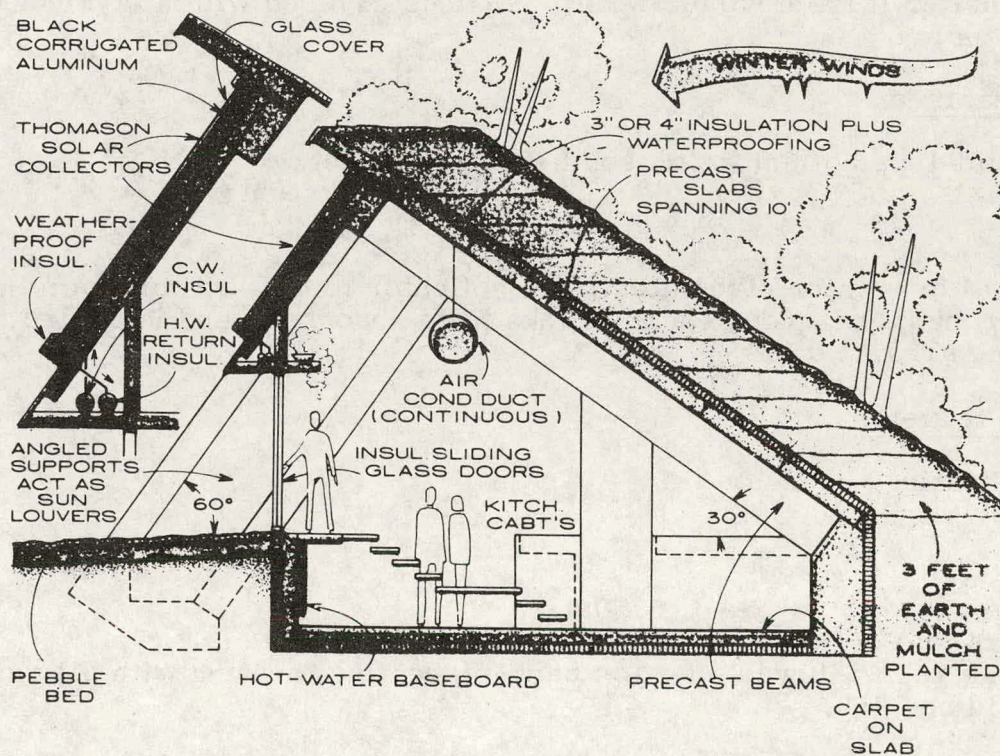 BLACK
CORRUGATED
ALUMINUM
GLASS
COVER
WINTER WINDS
THOMASON
SOLAR
COLLECTORS
3" OR 4" INSULATION PLUS
WATERPROOFING
PRECAST
SLABS
SPANNING 10'
WEATHER-
PROOF
INSUL.
C.W.
INSUL
H.W.
RETURN
INSUL.
AIR
COND DUCT
(CONTINUOUS)
ANGLED
SUPPORTS
ACT AS
SUN
LOUVERS
60°
INSUL SLIDING
GLASS DOORS
KITCH.
CABT'S
30°
3 FEET
OF
EARTH
AND
MULCH
PLANTED
PEBBLE
BED
HOT-WATER BASEBOARD
PRECAST BEAMS
CARPET
ON
SLAB